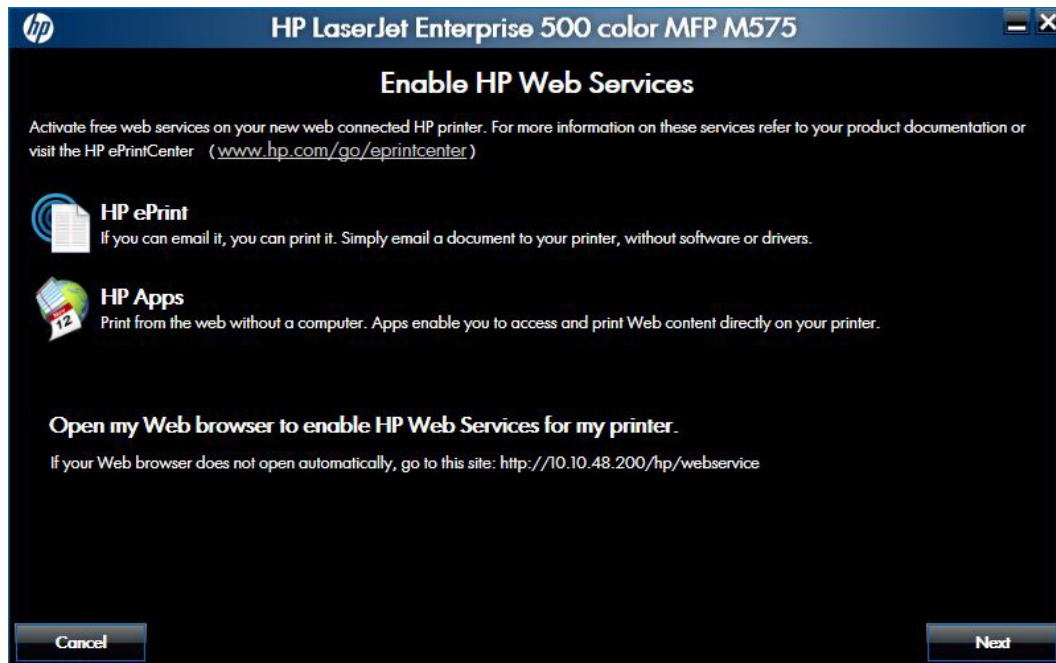 hp
HP LaserJet Enterprise 500 color MFP M575
Enable HP Web Services
Activate free web services on your new web connected HP printer. For more information on these services refer to your product documentation or
visit the HP ePrintCenter (www.hp.com/go/eprintcenter)
HP ePrint
If you can email it, you can print it. Simply email a document to your printer, without software or drivers.
HP Apps
12
Print from the web without a computer. Apps enable you to access and print Web content directly on your printer.
Open my Web browser to enable HP Web Services for my printer.
If your Web browser does not open automatically, go to this site: http://10.10.48.200/hp/webservice
Cancel
Next